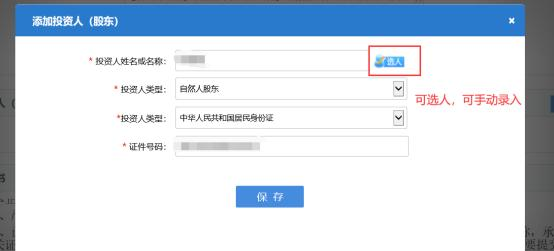 添加投资人（股东）
×
* 投资人姓名或名称：
选人
* 投资人类型：
自然人股东
可选人，可手动录入
*投资人类型：
中华人民共和国居民身份证
* 证件号码：
书
保 存